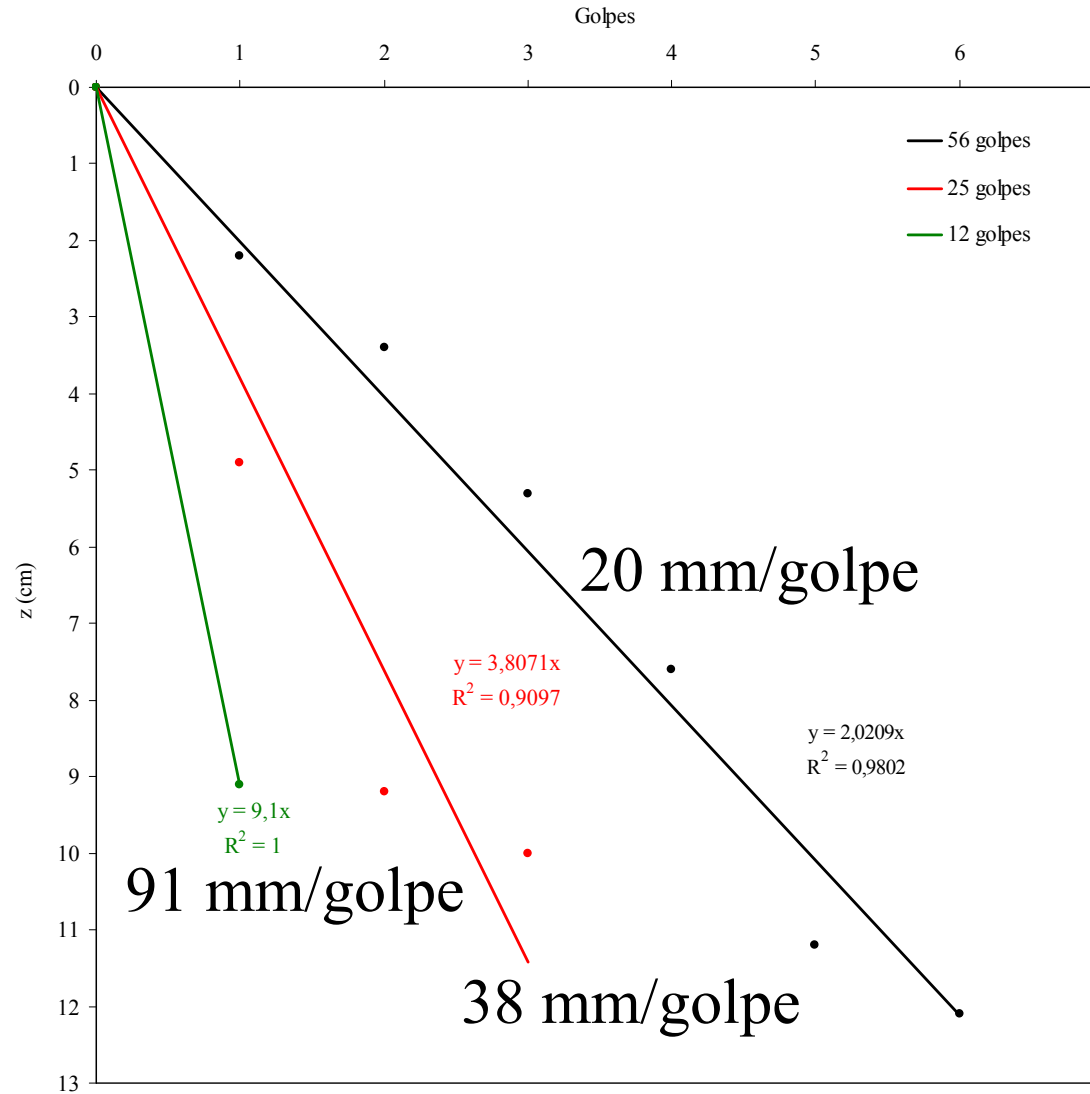 Golpes
0 1 2 3 4 5 6
0
1
2
3
4
5
6
7
8
9
10
11
12
13
z (cm)
56 golpes
25 golpes
12 golpes
20 mm/golpe
y = 3,8071x
R² = 0,9097
y = 2,0209x
R² = 0,9802
y = 9,1x
R² = 1
91 mm/golpe
38 mm/golpe